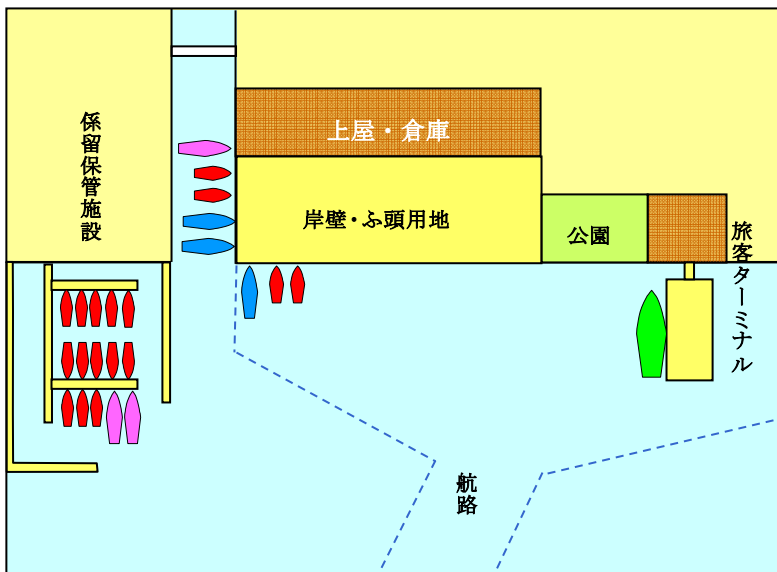 係留保管施設
上屋・倉庫
岸壁・ふ頭用地
公園
旅客ターミナル
航路